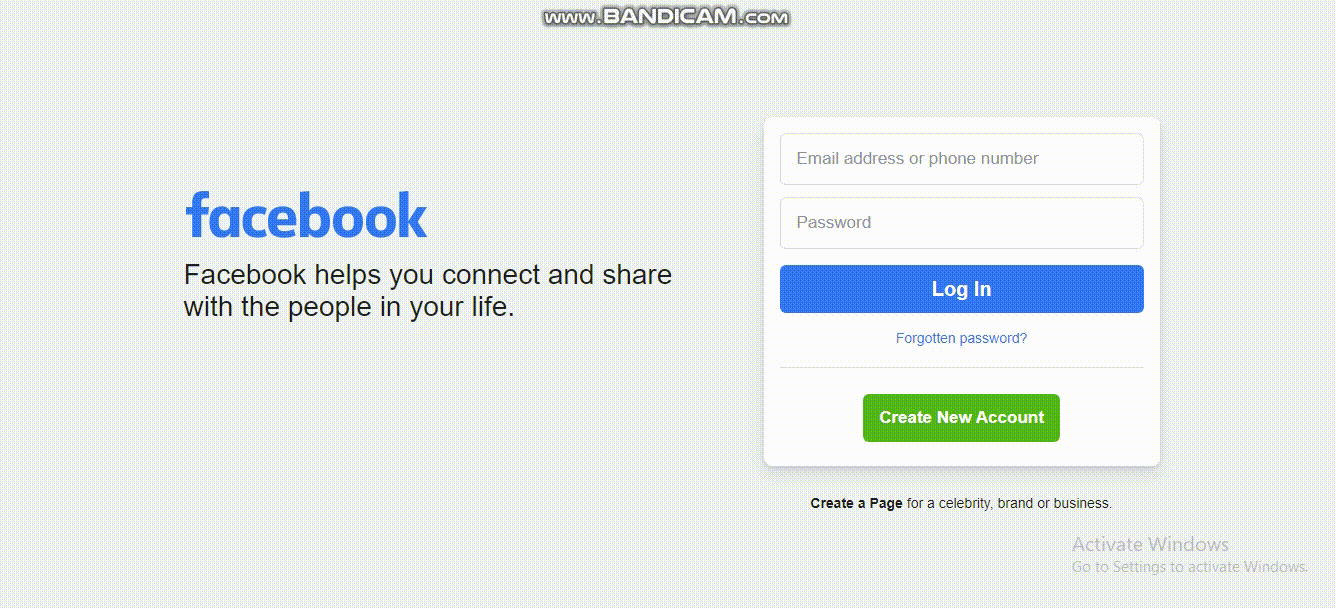 www.BANDICAM.com
facebook
Facebook helps you connect and share
with the people in your life.
Email address or phone number
Password
Log In
Forgotten password?
Create New Account
Create a Page for a celebrity, brand or business.
Activate Windows
Go to Settings to activate Windows.